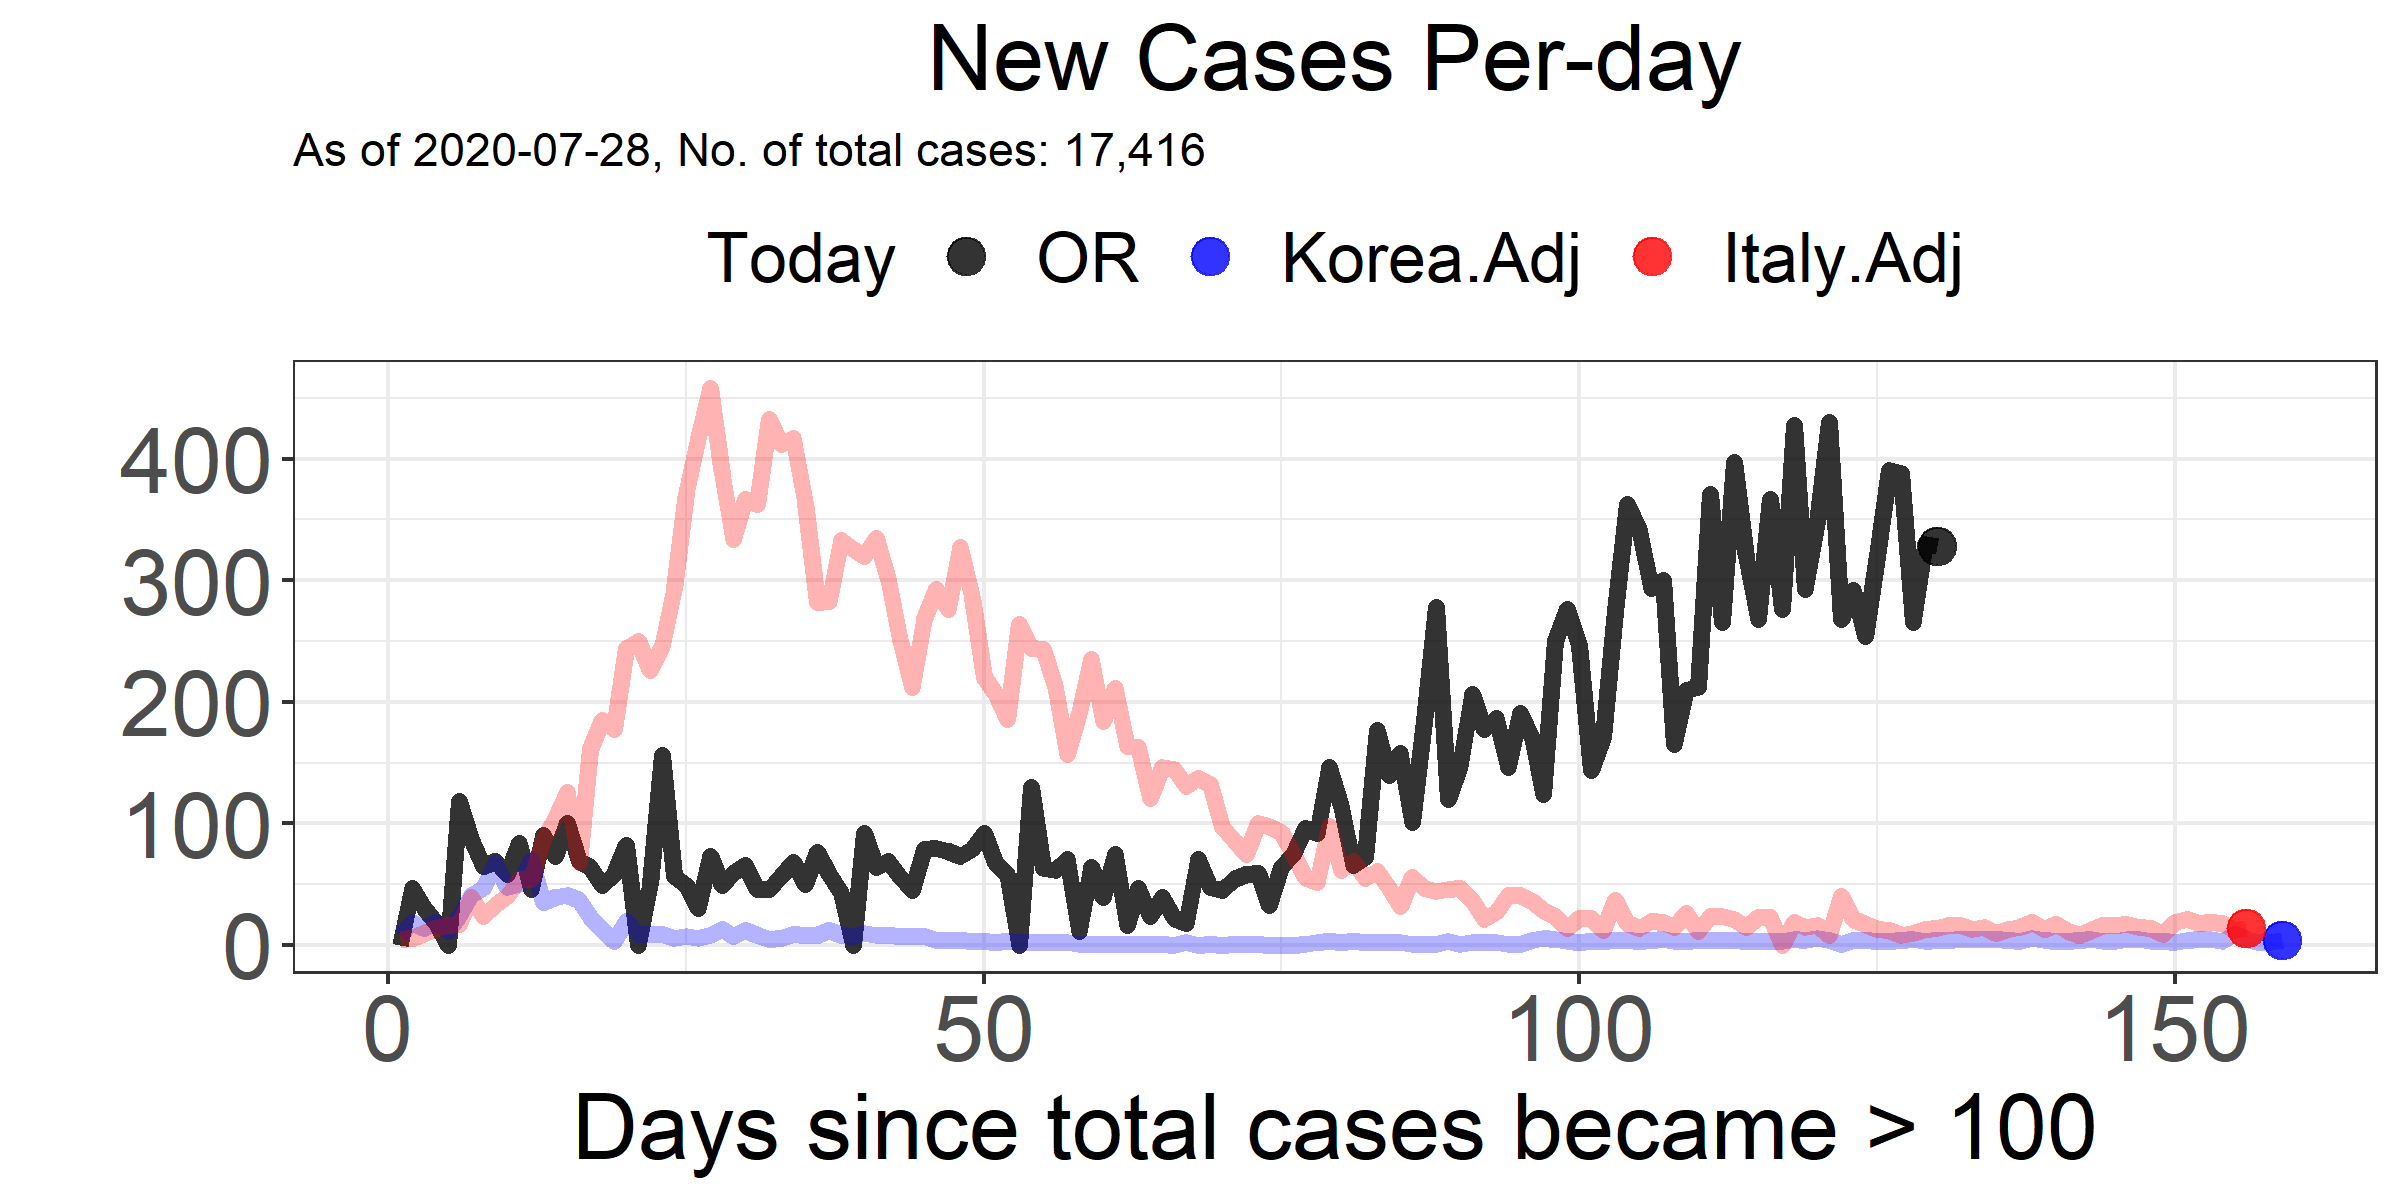 New Cases Per-day
As of 2020-07-28, No. of total cases: 17,416
Today OR Korea.Adj Italy.Adj
400
300
200
100
0
0 50 100 150
Days since total cases became > 100